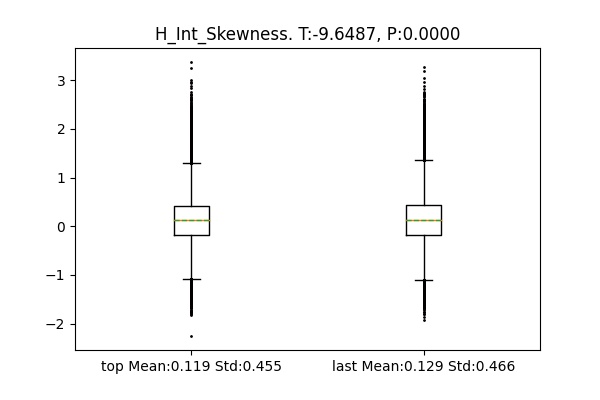 H_Int_Skewness. T:-9.6487, P:0.0000
3
2
1
0
−1
−2
top Mean:0.119 Std:0.455
last Mean:0.129 Std:0.466